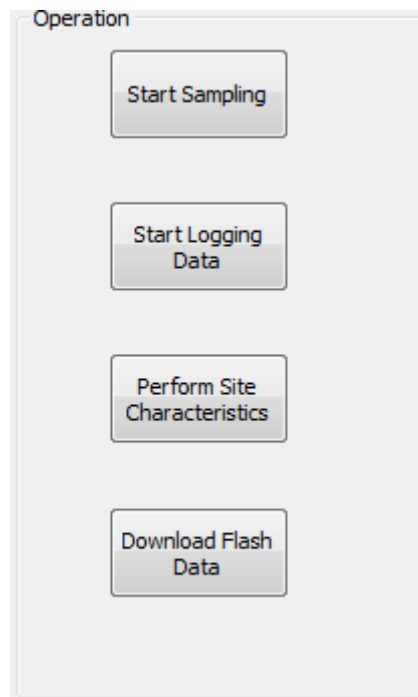 Operation
Start Sampling
Start Logging
Data
Perform Site
Characteristics
Download Flash
Data